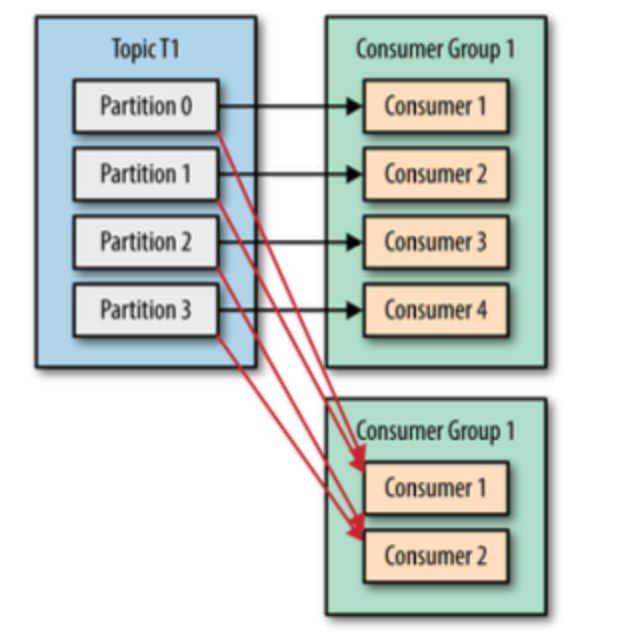 Topic T1
Partition 0
Partition 1
Partition 2
Partition 3
Consumer Group 1
Consumer 1
Consumer 2
Consumer 3
Consumer 4
Consumer Group 1
Consumer 1
Consumer 2